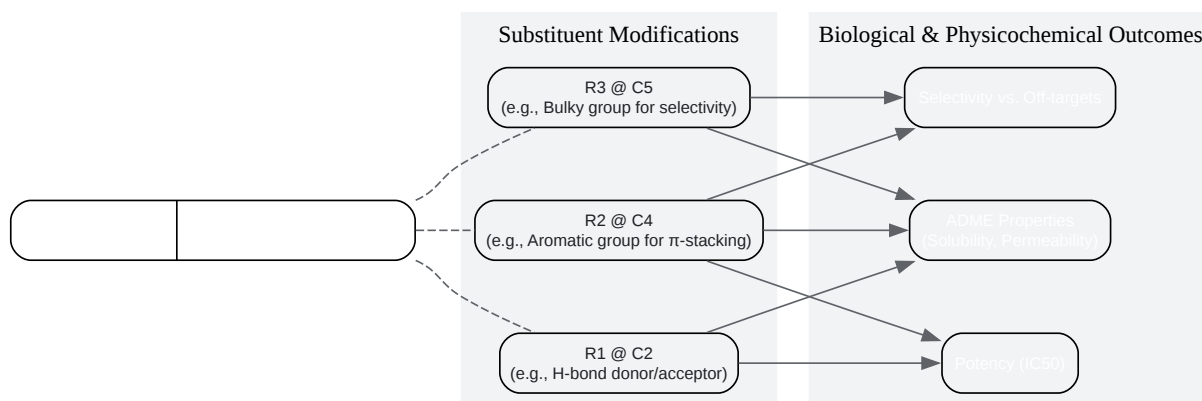 Substituent Modifications
Biological & Physicochemical Outcomes
R3 @ C5
(e.g., Bulky group for selectivity)
Selectivity vs. Off-targets
R2 @ C4
(e.g., Aromatic group for π-stacking)
ADME Properties
(Solubility, Permeability)
R1 @ C2
(e.g., H-bond donor/acceptor)
Potency (IC50)